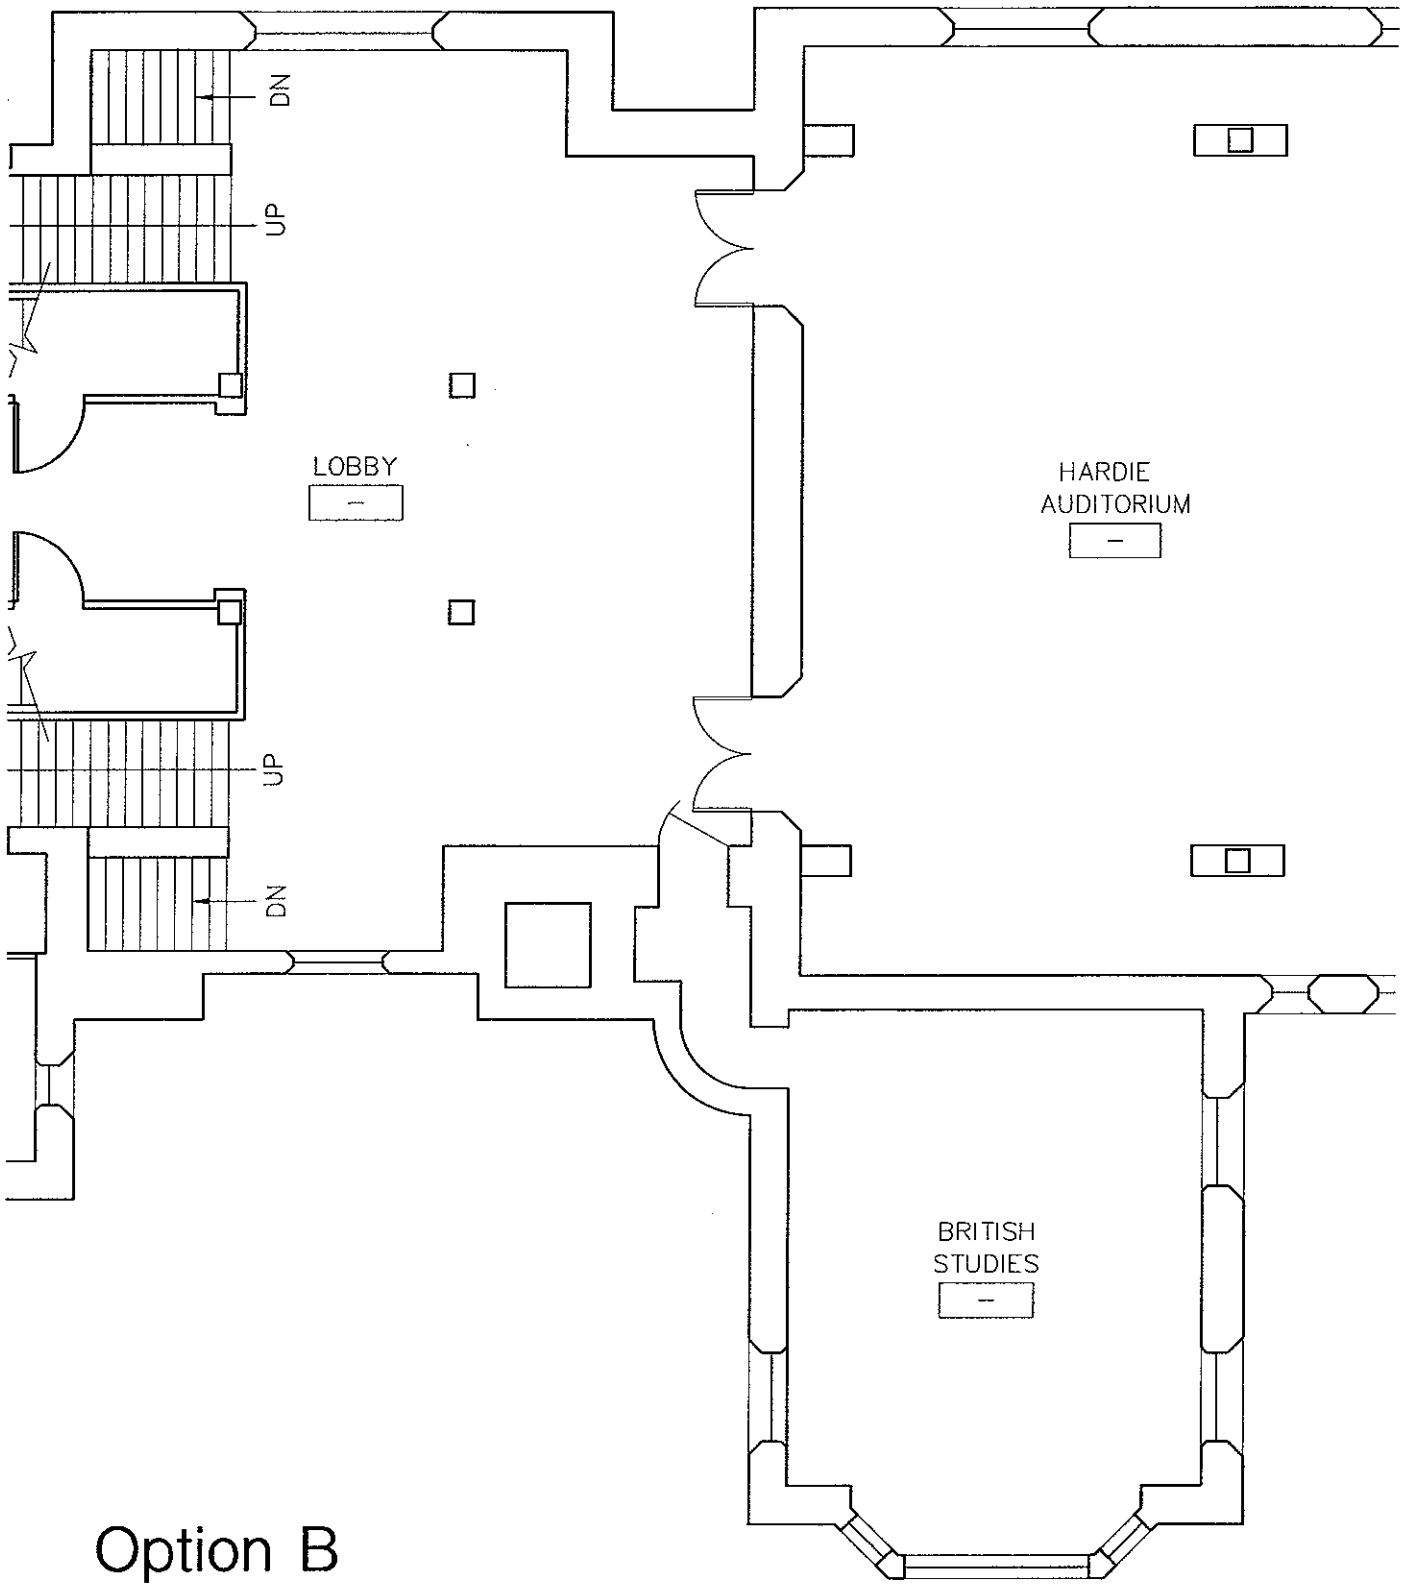 DN
UP
LOBBY
-
HARDIE
AUDITORIUM
-
UP
DN
BRITISH
STUDIES
-
Option B